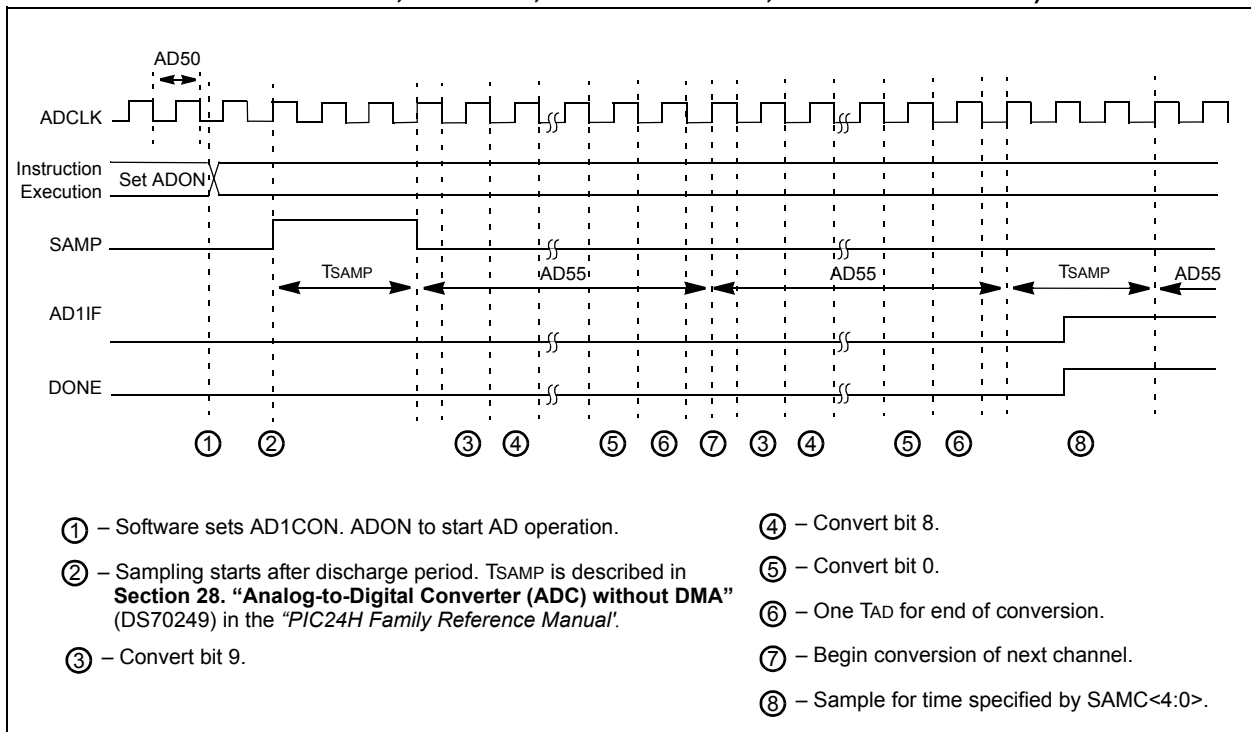 AD50
ADCLK
Instruction
Execution
Set ADON
SAMP
TSAMP AD55 AD55 TSAMP AD55
AD1IF
DONE
1 2 3 4 5 6 7 3 4 5 6 8
1 – Software sets AD1CON. ADON to start AD operation.
2 – Sampling starts after discharge period. TSAMP is described in
Section 28. “Analog-to-Digital Converter (ADC) without DMA”
(DS70249) in the “PIC24H Family Reference Manual'.
3 – Convert bit 9.
4 – Convert bit 8.
5 – Convert bit 0.
6 – One TAD for end of conversion.
7 – Begin conversion of next channel.
8 – Sample for time specified by SAMC<4:0>.